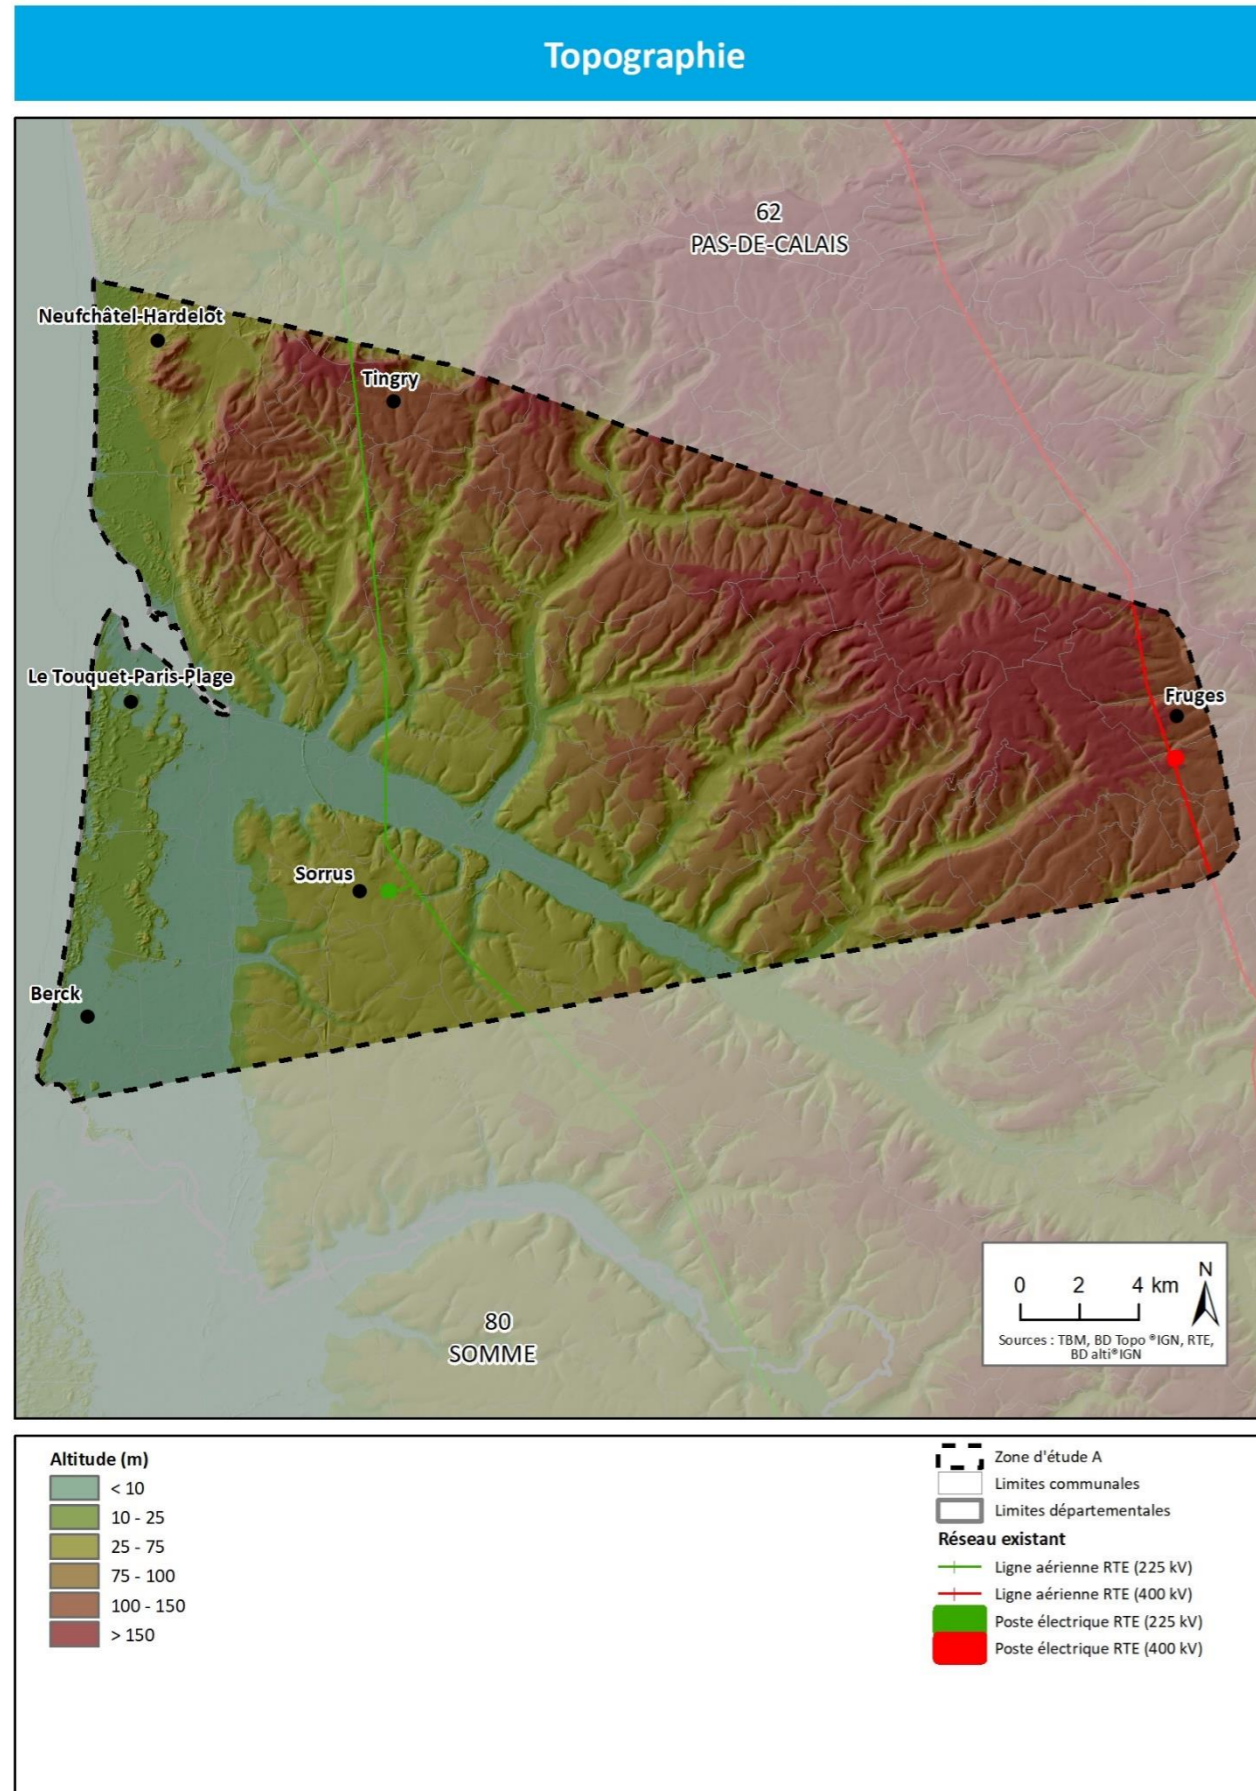 Topographie
62
PAS-DE-CALAIS
Neufchâtel-Hardelot
Tingry
Le Touquet-Paris-Plage
Fruges
Sorrus
Berck
80
SOMME
0 2 4 km
N
Sources : TBM, BD Topo ®IGN, RTE,
BD alti®IGN
Altitude (m)
< 10
10 - 25
25 - 75
75 - 100
100 - 150
> 150
Zone d'étude A
Limites communales
Limites départementales
Réseau existant
Ligne aérienne RTE (225 kV)
Ligne aérienne RTE (400 kV)
Poste électrique RTE (225 kV)
Poste électrique RTE (400 kV)